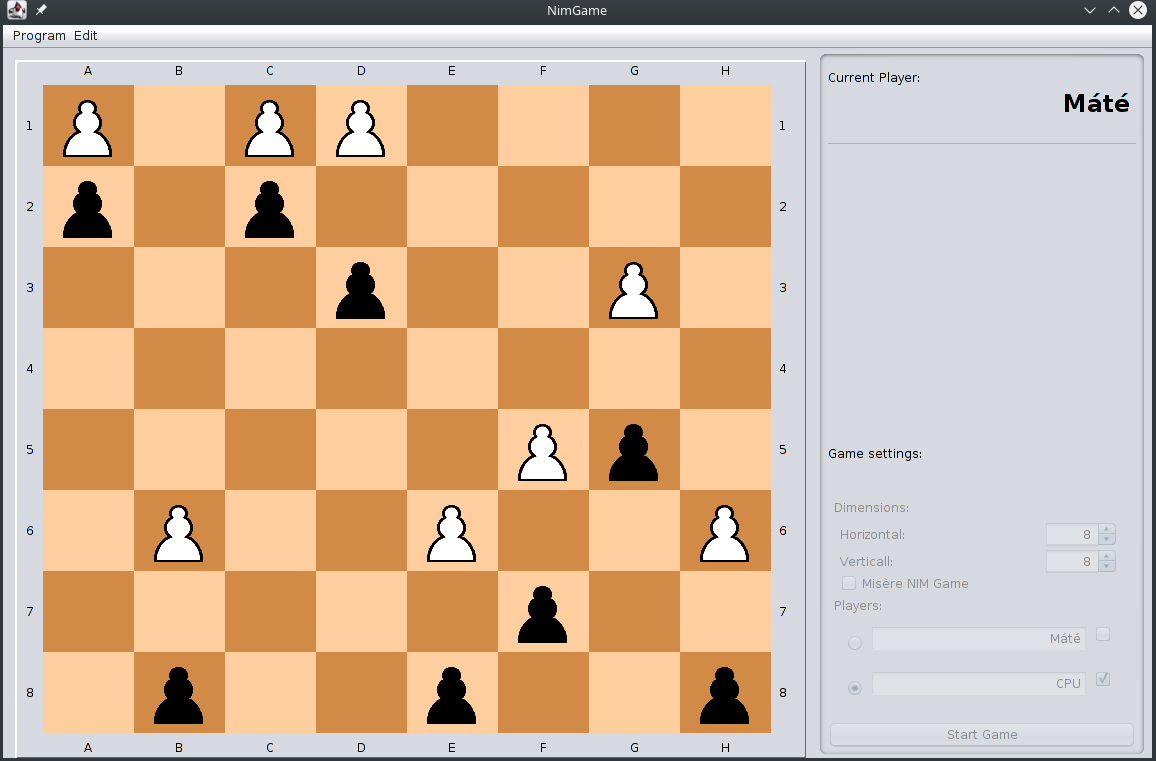 NimGame
Program Edit
A B C D E F G H
1 1
2 2
3 3
4 4
5 5
6 6
7 7
8 8
A B C D E F G H
Current Player:
Máté
Game settings:
Dimensions:
Horizontal: 8
Verticall: 8
Misère NIM Game
Players:
Máté
CPU
Start Game